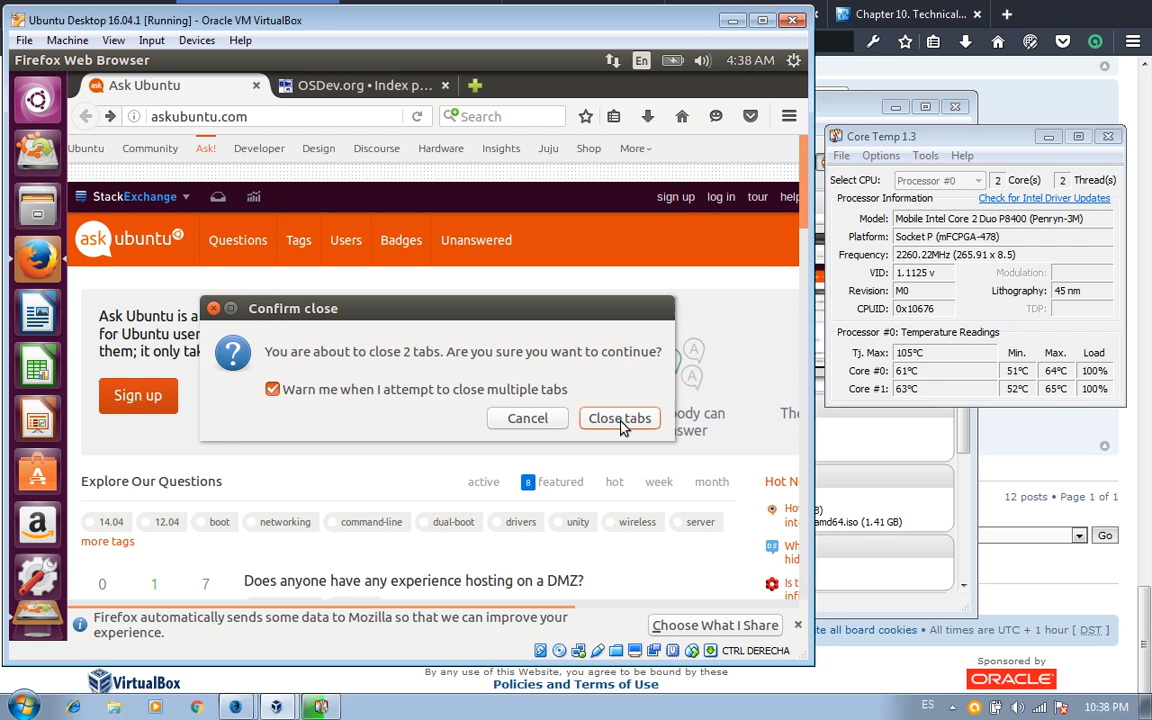 Ubuntu Desktop 16.04.1 [Running] - Oracle VM VirtualBox
File Machine View Input Devices Help
Firefox Web Browser
En
4:38 AM
Ask Ubuntu
OSDev.org • Index p...
askubuntu.com
Search
Ubuntu Community Ask! Developer Design Discourse Hardware Insights Juju Shop More
StackExchange
sign up log in tour help
ask ubuntu
Questions Tags Users Badges Unanswered
Ask Ubuntu is a
for Ubuntu user
them; it only tak
Sign up
A
A
body can
nswer
The
Confirm close
?
You are about to close 2 tabs. Are you sure you want to continue?
Warn me when I attempt to close multiple tabs
Cancel
Close tabs
Explore Our Questions
active 8 featured hot week month
Hot N
14.04 12.04 boot networking command-line dual-boot drivers unity wireless server
more tags
Ho
int
Wh
hid
Is t
0 1 7 Does anyone have any experience hosting on a DMZ?
Firefox automatically sends some data to Mozilla so that we can improve your
experience.
Choose What I Share
CTRL DERECHA
Chapter 10. Technical...
Core Temp 1.3
File Options Tools Help
Select CPU: Processor #0 2 Core(s) 2 Thread(s)
Processor Information
Check for Intel Driver Updates
Model: Mobile Intel Core 2 Duo P8400 (Penryn-3M)
Platform: Socket P (mFCPGA-478)
Frequency: 2260.22MHz (265.91 x 8.5)
VID: 1.1125 v
Modulation:
Revision: M0
Lithography: 45 nm
CPUID: 0x10676
TDP:
Processor #0: Temperature Readings
Tj. Max: 105°C Min. Max. Load
Core #0: 61°C 51°C 64°C 100%
Core #1: 63°C 52°C 65°C 100%
12 posts • Page 1 of 1
Go
amd64.iso (1.41 GB)
te all board cookies • All times are UTC + 1 hour [ DST ]
Sponsored by
ORACLE
VirtualBox
By any use of this Website, you agree to be bound by these
Policies and Terms of Use
ES
10:38 PM